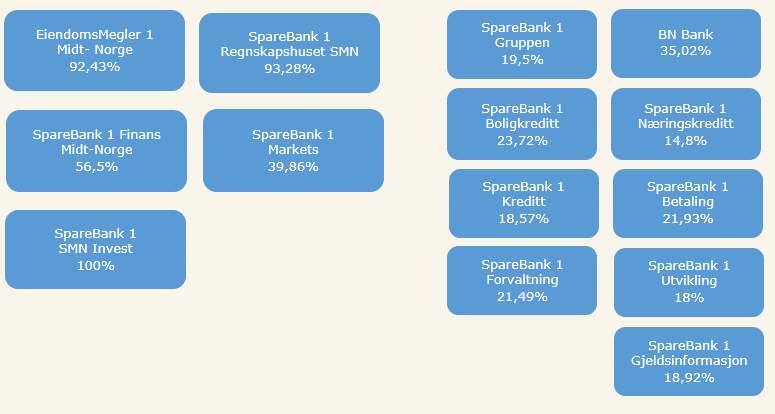 EiendomsMegler 1
Midt- Norge
92,43%
SpareBank 1
Regnskapshuset SMN
93,28%
SpareBank 1 Finans
Midt-Norge
56,5%
SpareBank 1
Markets
39,86%
SpareBank 1
SMN Invest
100%
SpareBank 1
Gruppen
19,5%
BN Bank
35,02%
SpareBank 1
Boligkreditt
23,72%
SpareBank 1
Næringskreditt
14,8%
SpareBank 1
Kreditt
18,57%
SpareBank 1
Betaling
21,93%
SpareBank 1
Forvaltning
21,49%
SpareBank 1
Utvikling
18%
SpareBank 1
Gjeldsinformasjon
18,92%